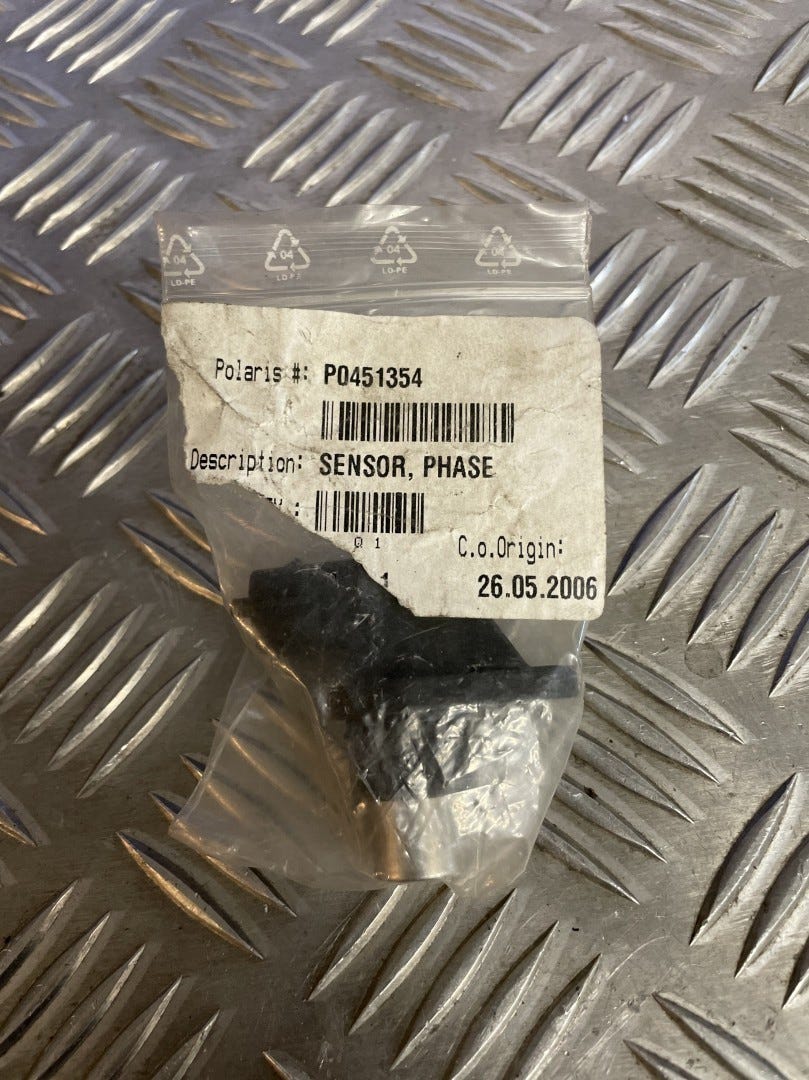 04 04 04 04
LD-PE LD-PE LD-PE LD-PE
Polaris #: P0451354
Description: SENSOR, PHASE
:
Q 1
C.o.Origin:
1 26.05.2006